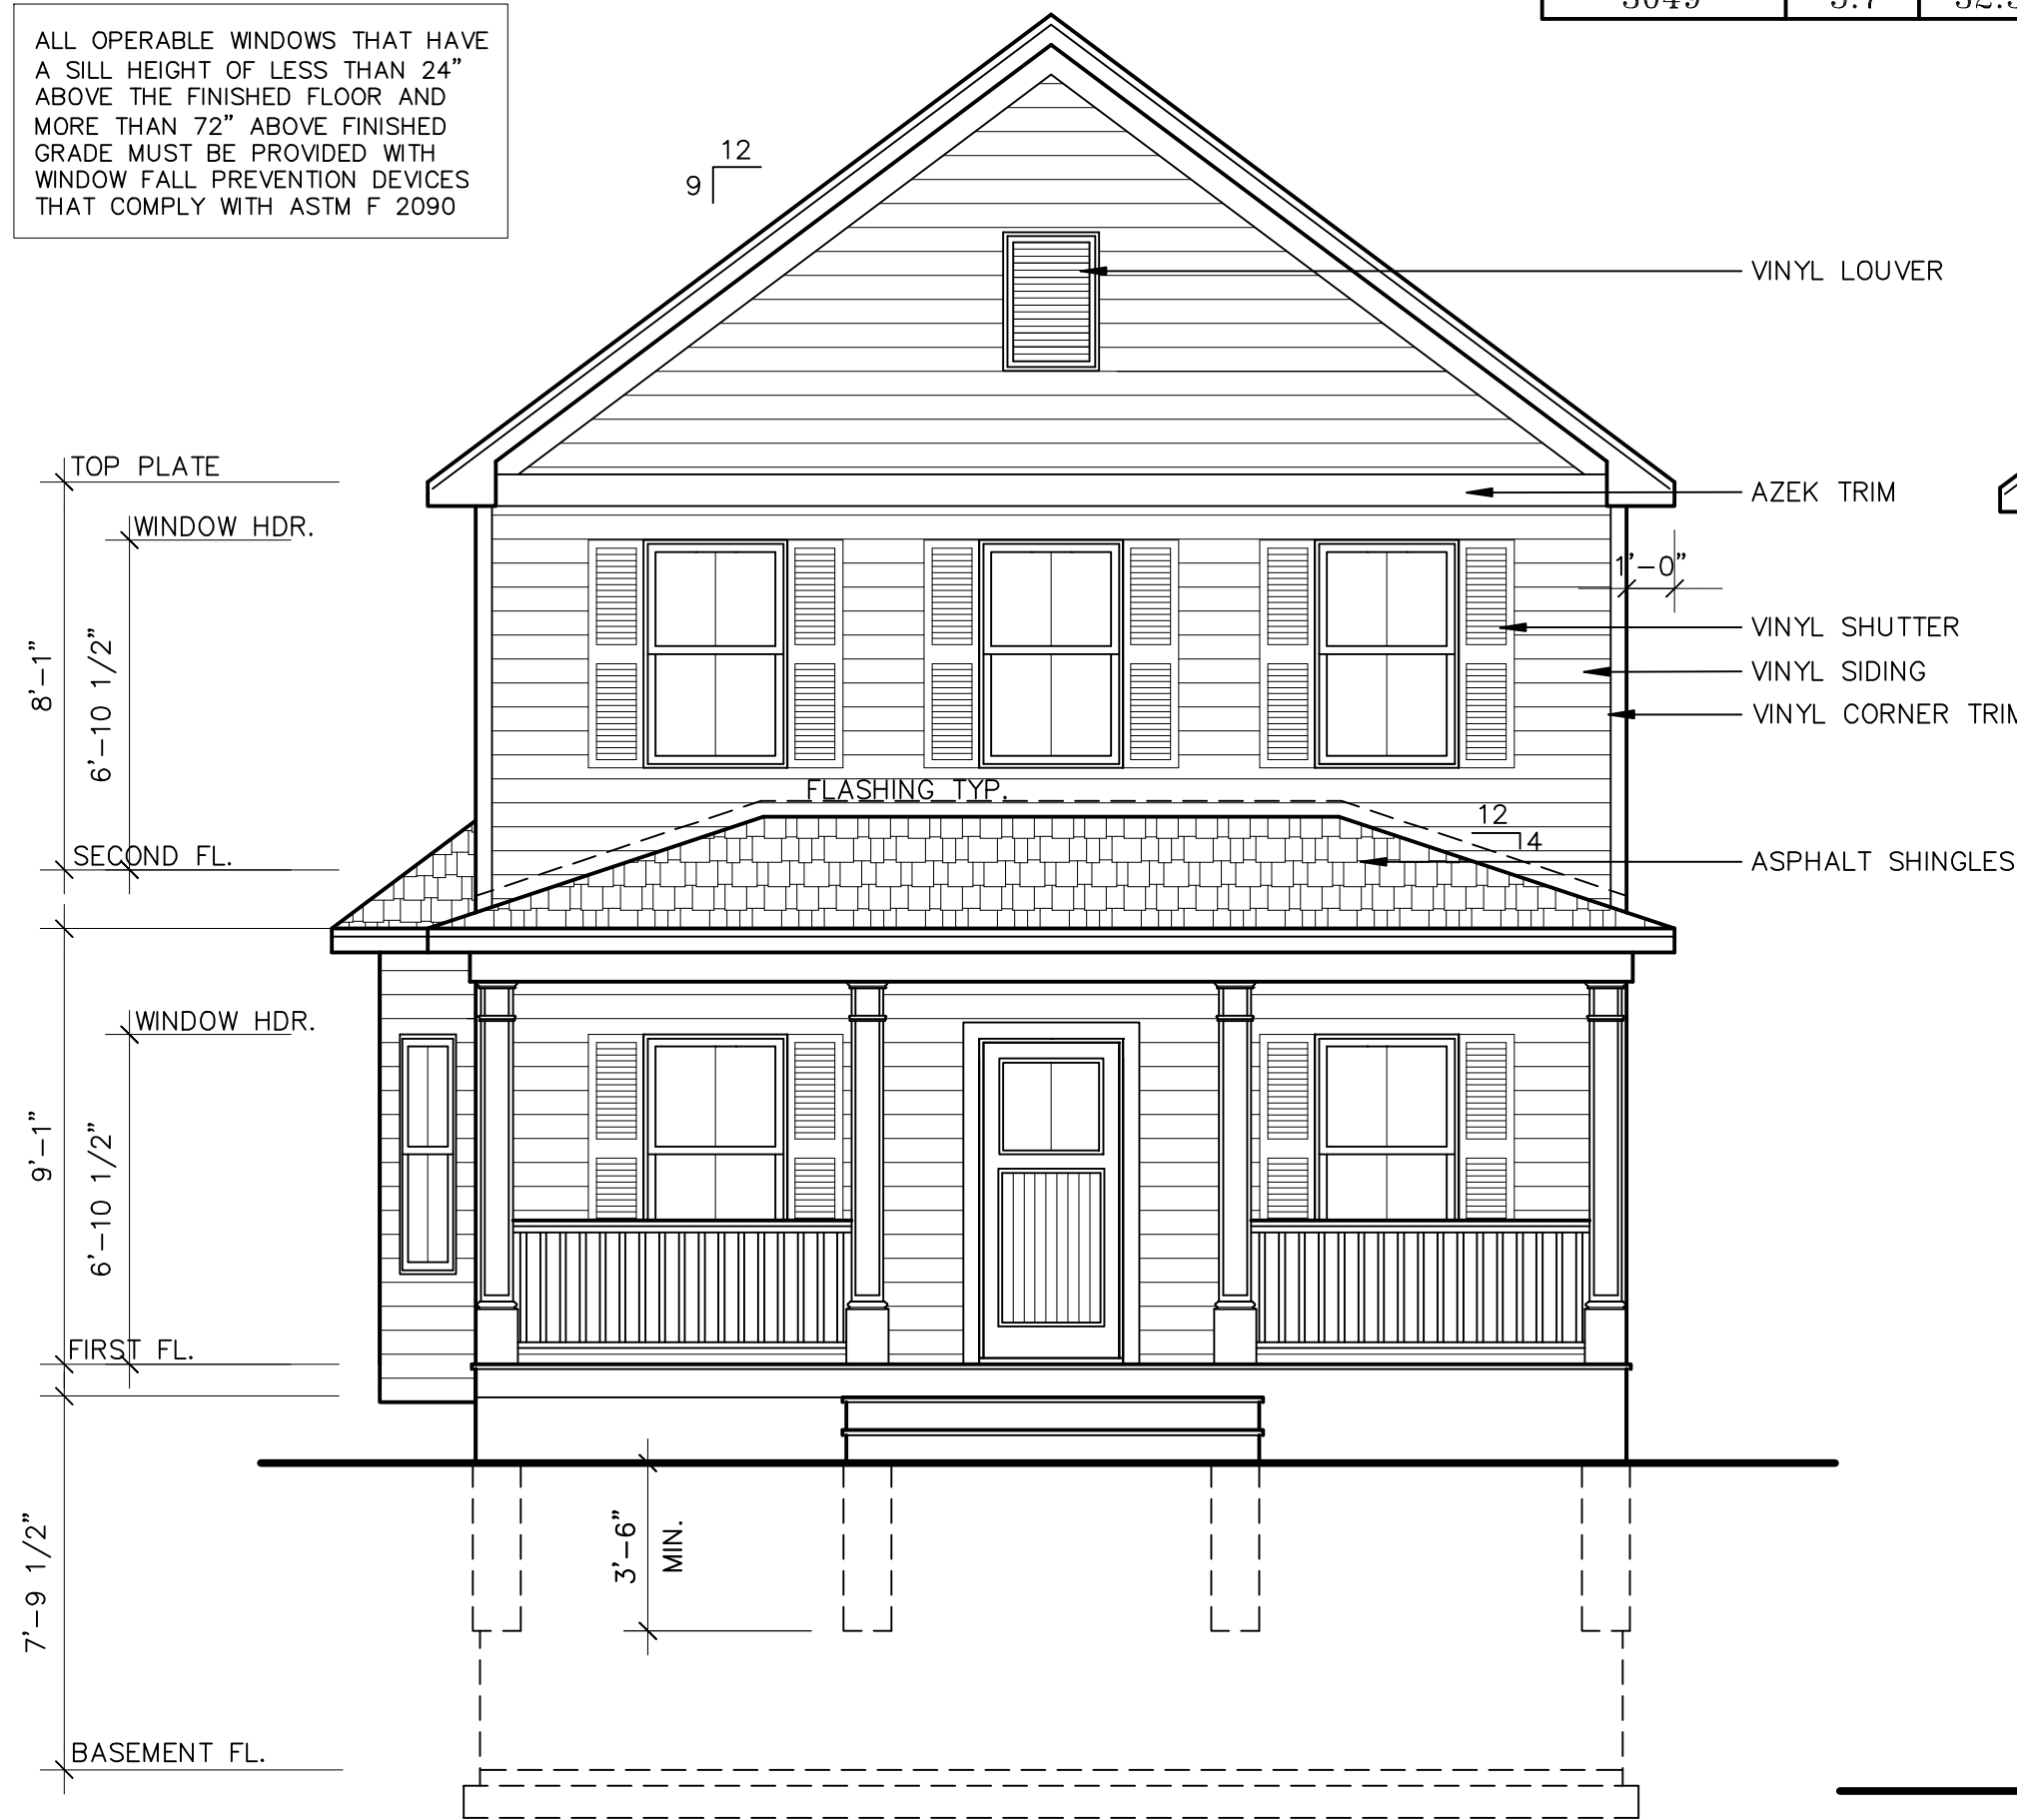 ALL OPERABLE WINDOWS THAT HAVE
A SILL HEIGHT OF LESS THAN 24"
ABOVE THE FINISHED FLOOR AND
MORE THAN 72" ABOVE FINISHED
GRADE MUST BE PROVIDED WITH
WINDOW FALL PREVENTION DEVICES
THAT COMPLY WITH ASTM F 2090
12
9
VINYL LOUVER
TOP PLATE
AZEK TRIM
WINDOW HDR.
1'-0"
8'-1"
6'-10 1/2"
VINYL SHUTTER
VINYL SIDING
VINYL CORNER TRIM
FLASHING TYP.
12
4
SECOND FL.
ASPHALT SHINGLES
WINDOW HDR.
9'-1"
6'-10 1/2"
FIRST FL.
7'-9 1/2"
3'-6"
MIN.
BASEMENT FL.